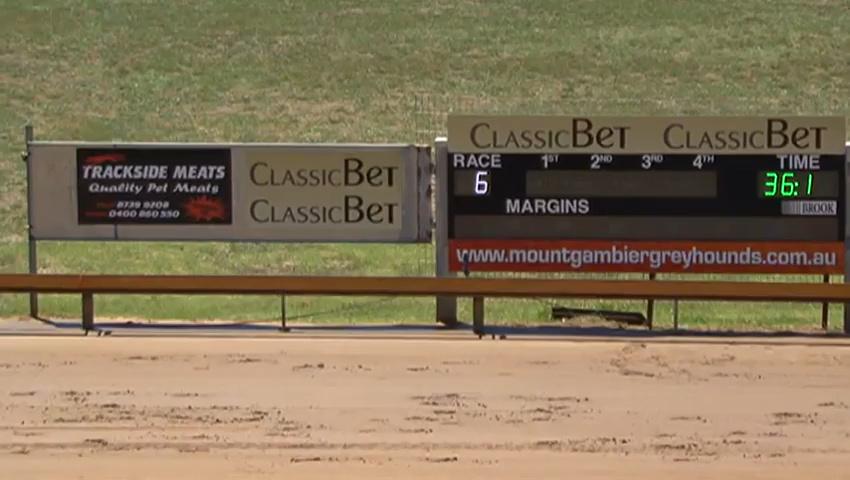 TRACKSIDE MEATS
Quality Pet Meats
8739 9208
0400 860 550
CLASSICBET
CLASSICBET
CLASSICBET CLASSICBET
RACE 1ST 2ND 3RD 4TH TIME
6 36:1
MARGINS BROOK
www.mountgambiergreyhounds.com.au